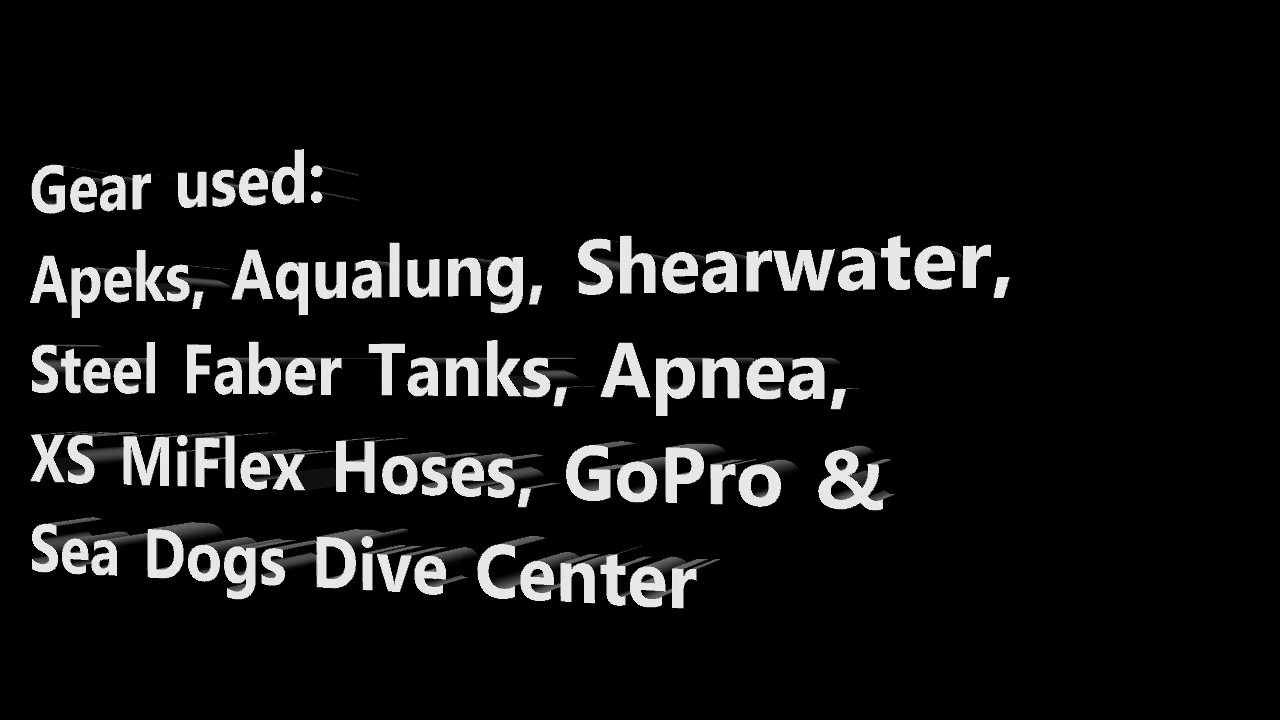 Gear used:
Apeks, Aqualung, Shearwater,
Steel Faber Tanks, Apnea,
XS MiFlex Hoses, GoPro &
Sea Dogs Dive Center